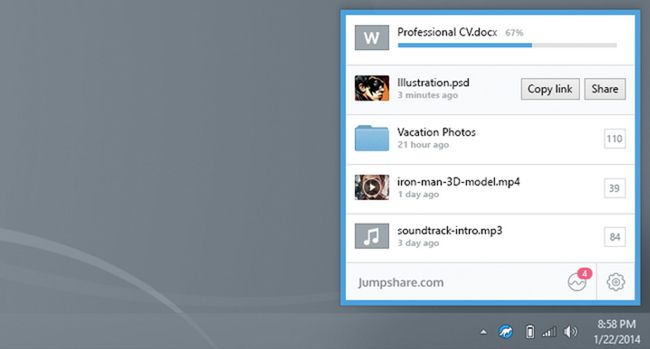 W
Professional CV.docx 67%
Illustration.psd
3 minutes ago
Copy link Share
Vacation Photos
21 hour ago
110
iron-man-3D-model.mp4
1 day ago
39
soundtrack-intro.mp3
3 day ago
84
Jumpshare.com
4
8:58 PM
1/22/2014